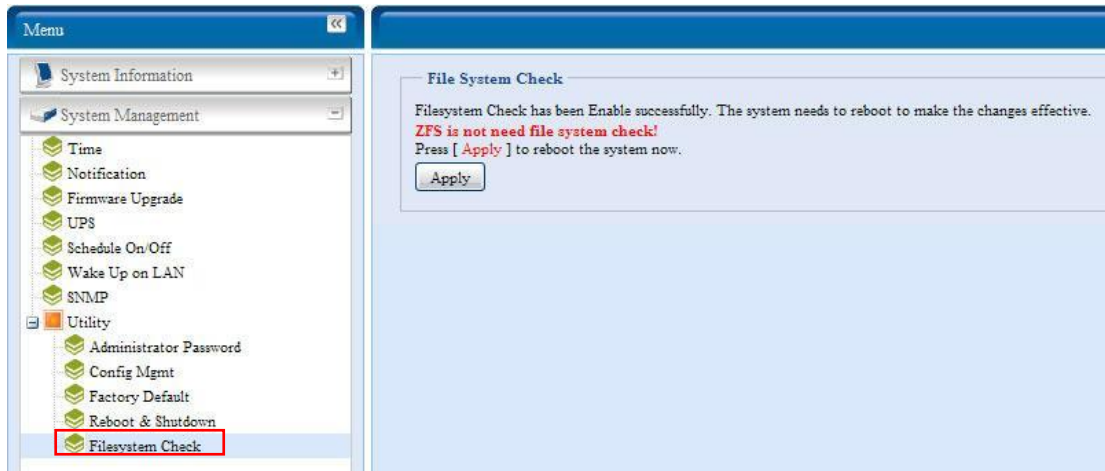 Menu
System Information
System Management
Time
Notification
Firmware Upgrade
UPS
Schedule On/Off
Wake Up on LAN
SNMP
Utility
Administrator Password
Config Mgmt
Factory Default
Reboot & Shutdown
Filesystem Check
File System Check
Filesystem Check has been Enable successfully. The system needs to reboot to make the changes effective.
ZFS is not need file system check!
Press [ Apply ] to reboot the system now.
Apply